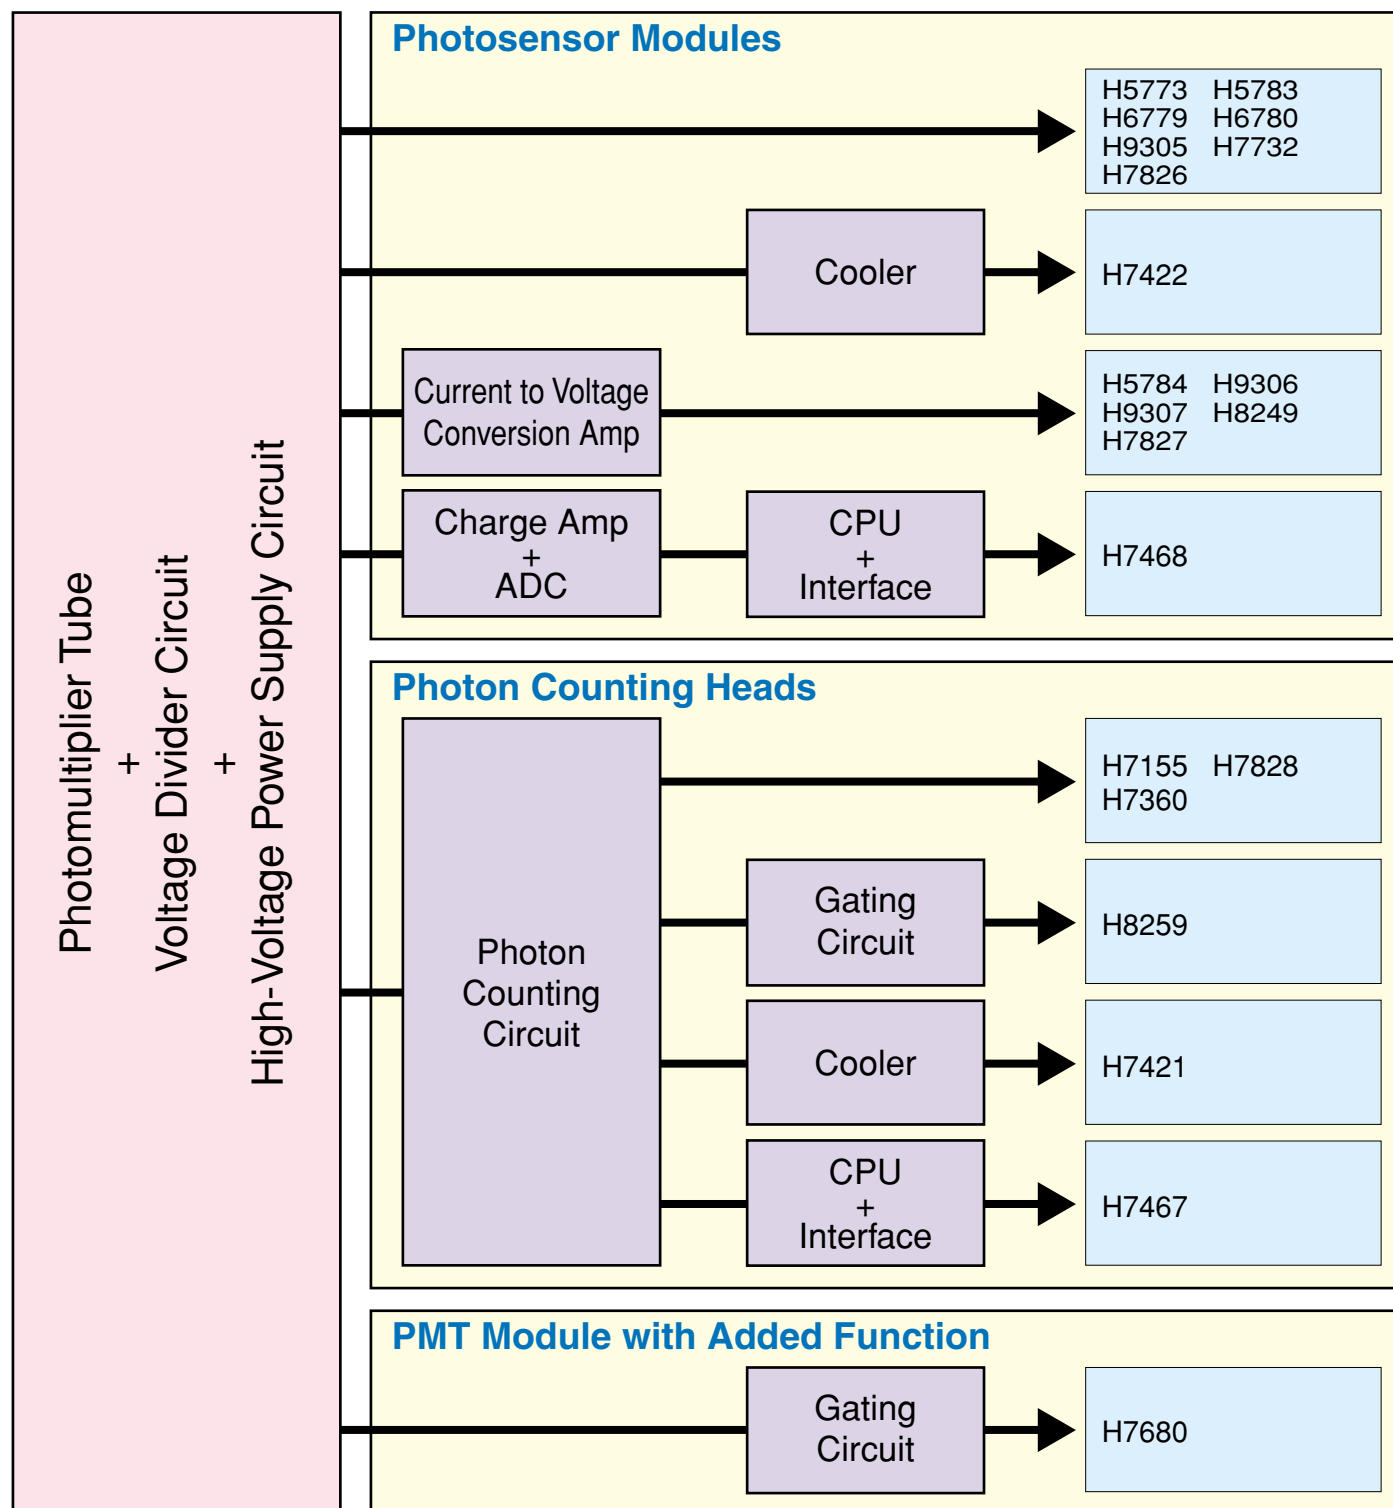 Photomultiplier Tube
+
Voltage Divider Circuit
+
High-Voltage Power Supply Circuit
Photosensor Modules
H5773 H5783
H6779 H6780
H9305 H7732
H7826
Cooler
H7422
Current to Voltage
Conversion Amp
H5784 H9306
H9307 H8249
H7827
Charge Amp
+
ADC
CPU
+
Interface
H7468
Photon Counting Heads
Photon
Counting
Circuit
H7155 H7828
H7360
Gating
Circuit
H8259
Cooler
H7421
CPU
+
Interface
H7467
PMT Module with Added Function
Gating
Circuit
H7680